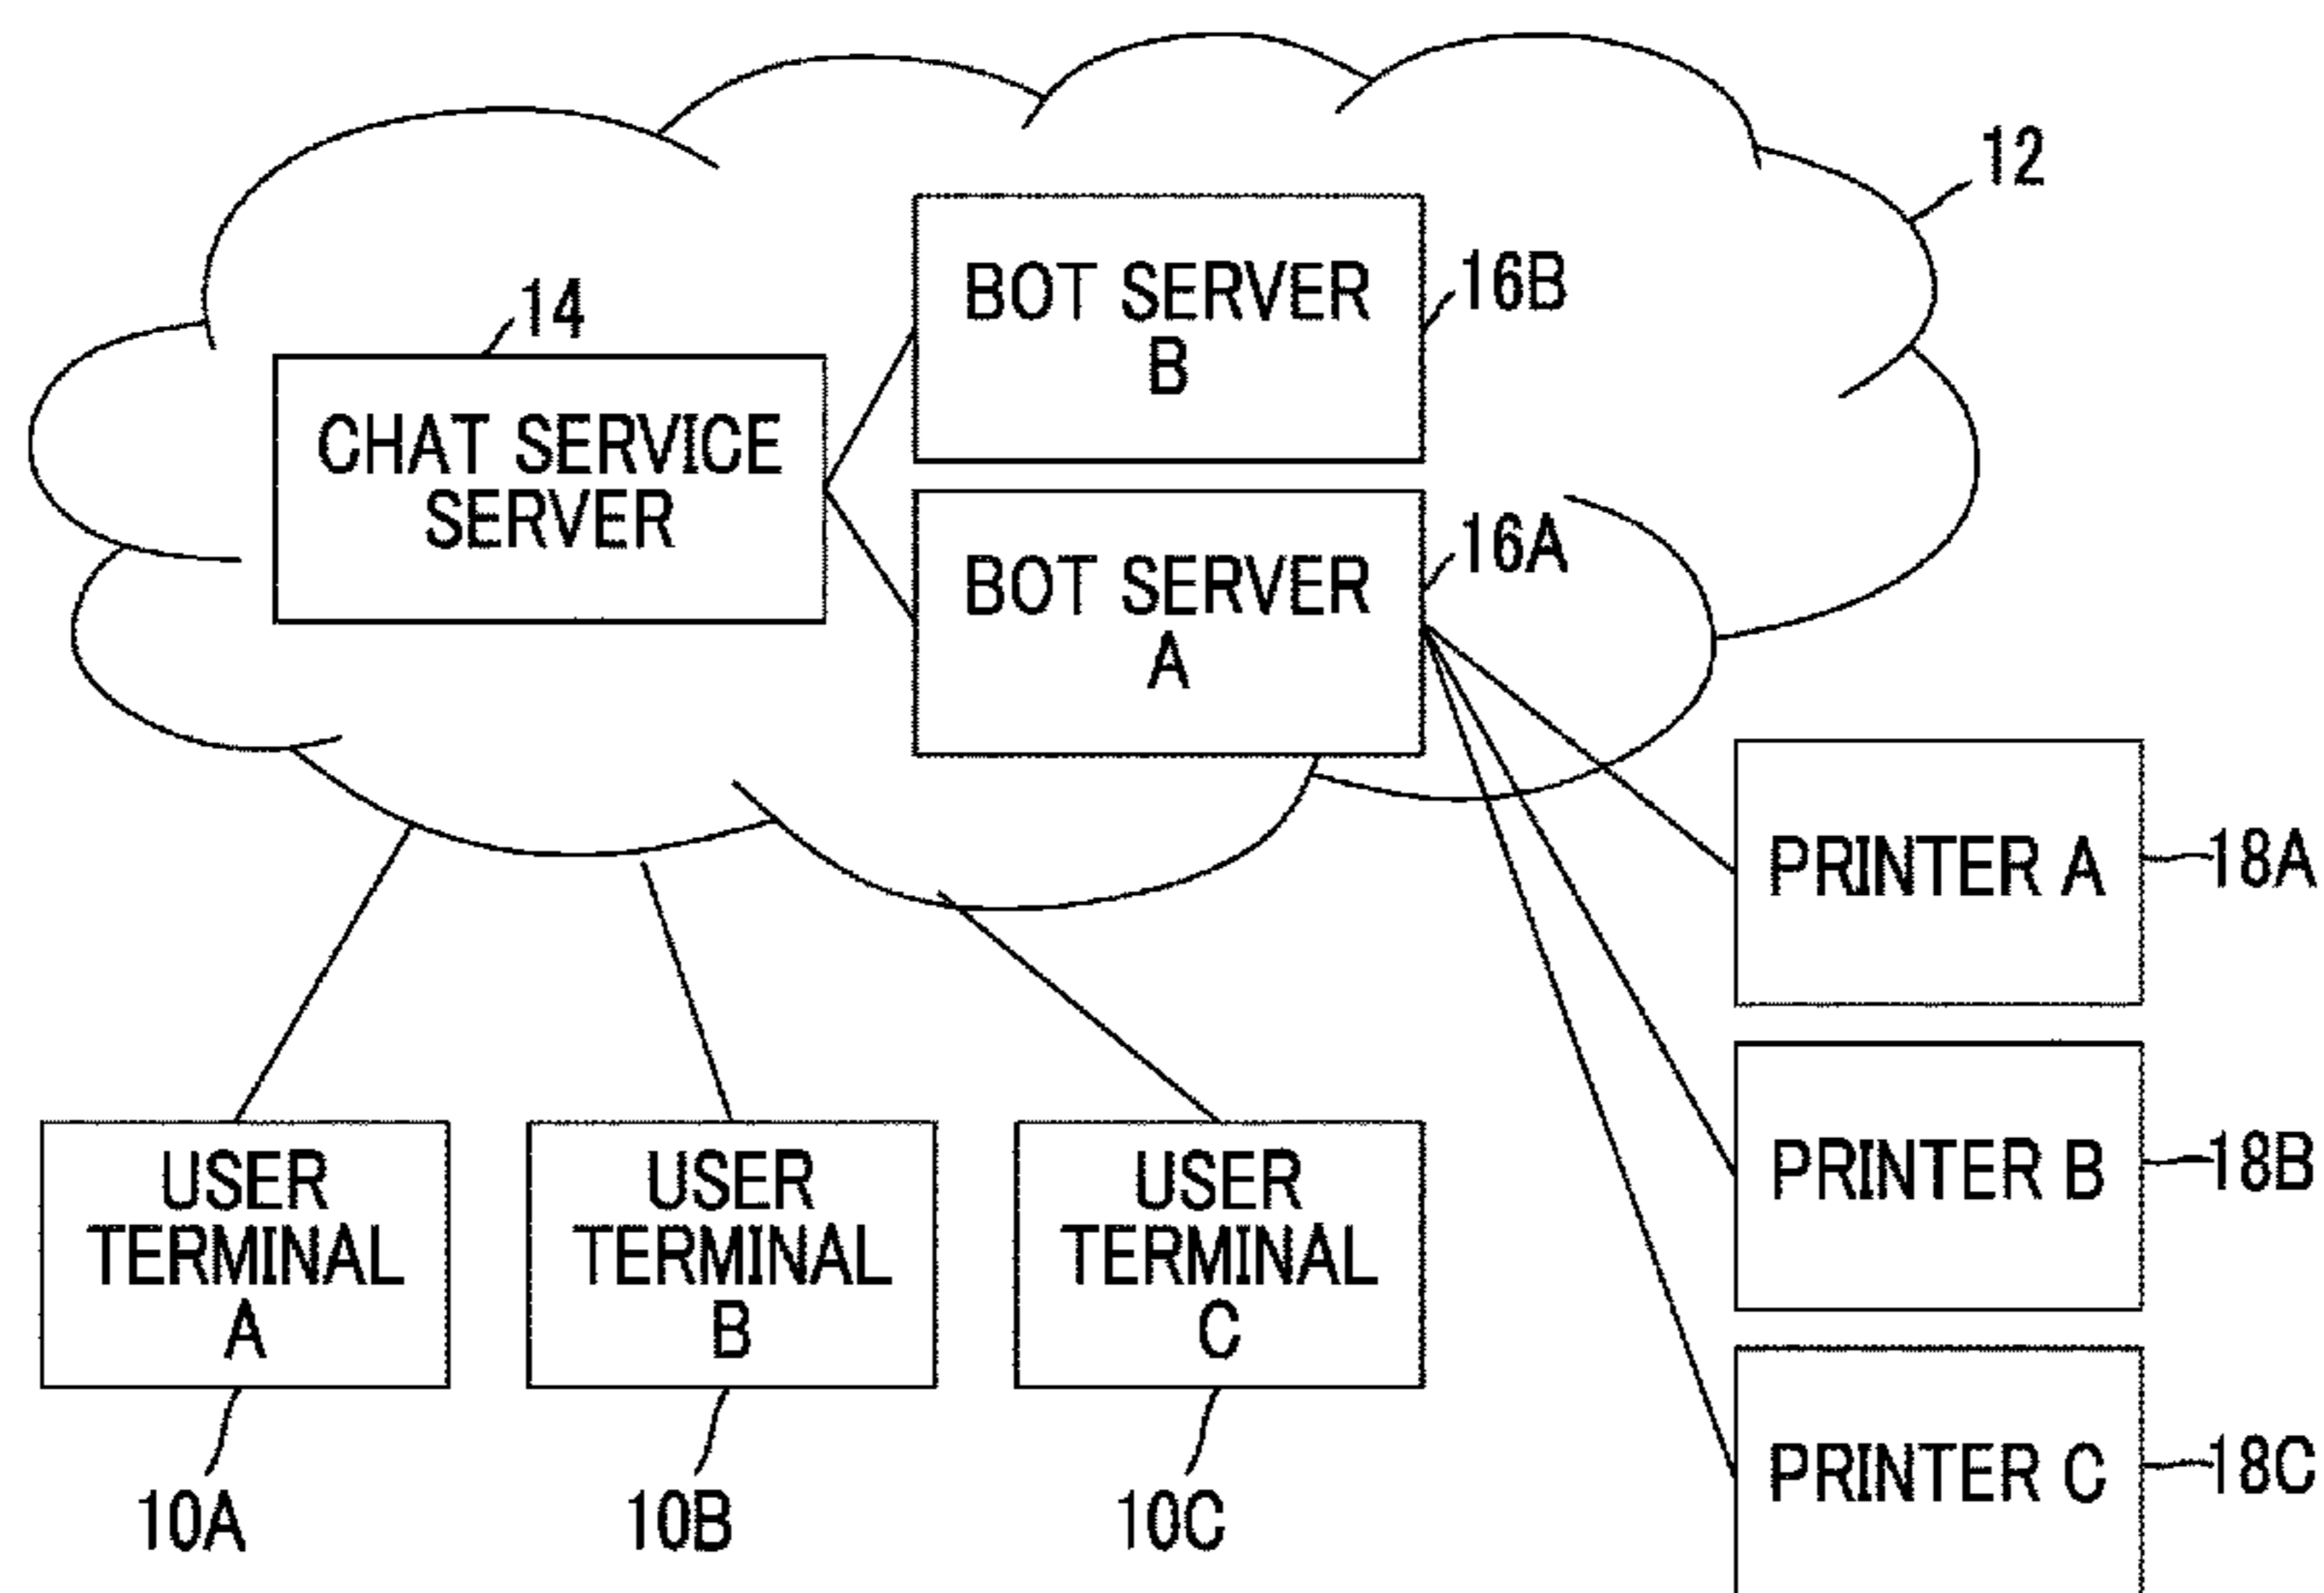 12
BOT SERVER
B
16B
14
CHAT SERVICE
SERVER
BOT SERVER
A
16A
PRINTER A
18A
USER
TERMINAL
A
USER
TERMINAL
B
USER
TERMINAL
C
PRINTER B
18B
PRINTER C
18C
10A
10B
10C